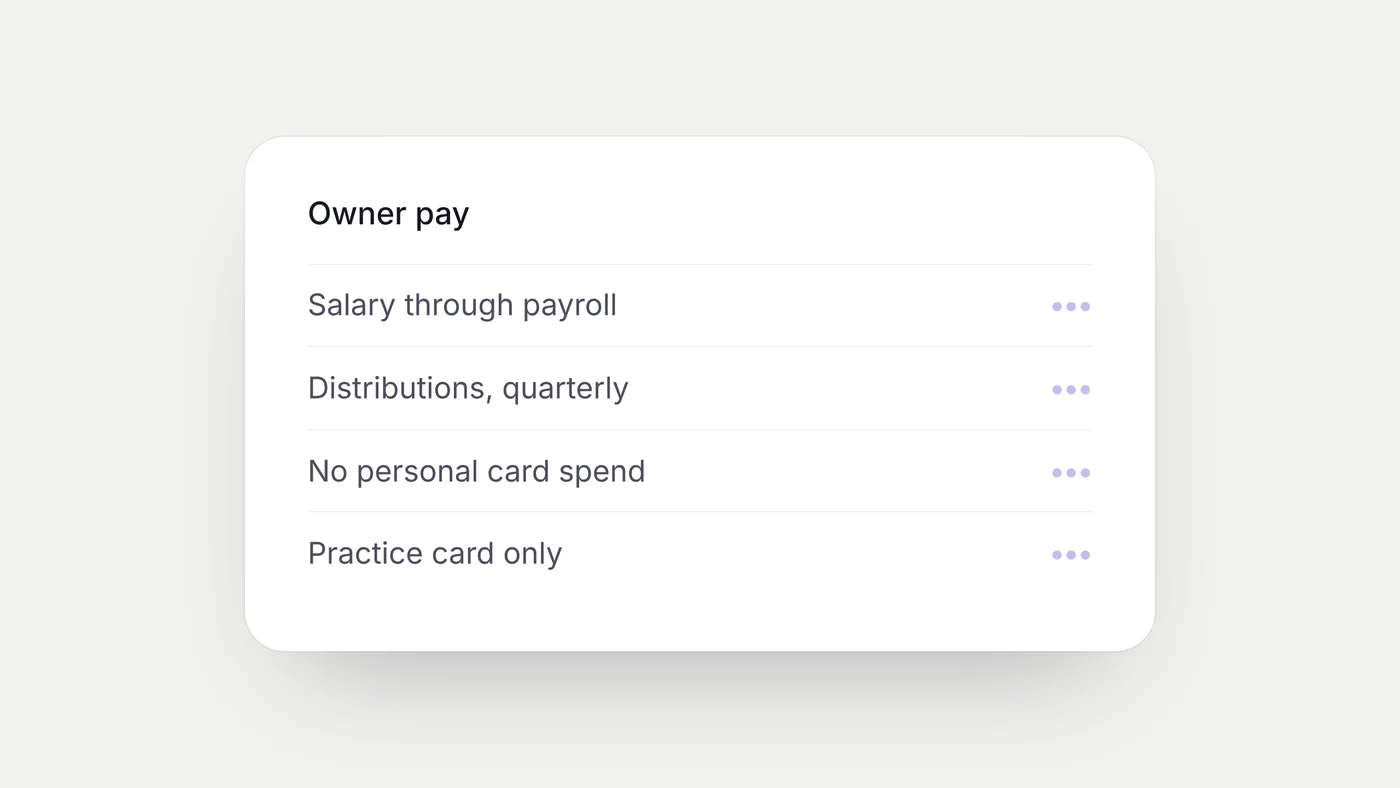 Owner pay
Salary through payroll
Distributions, quarterly
No personal card spend
Practice card only